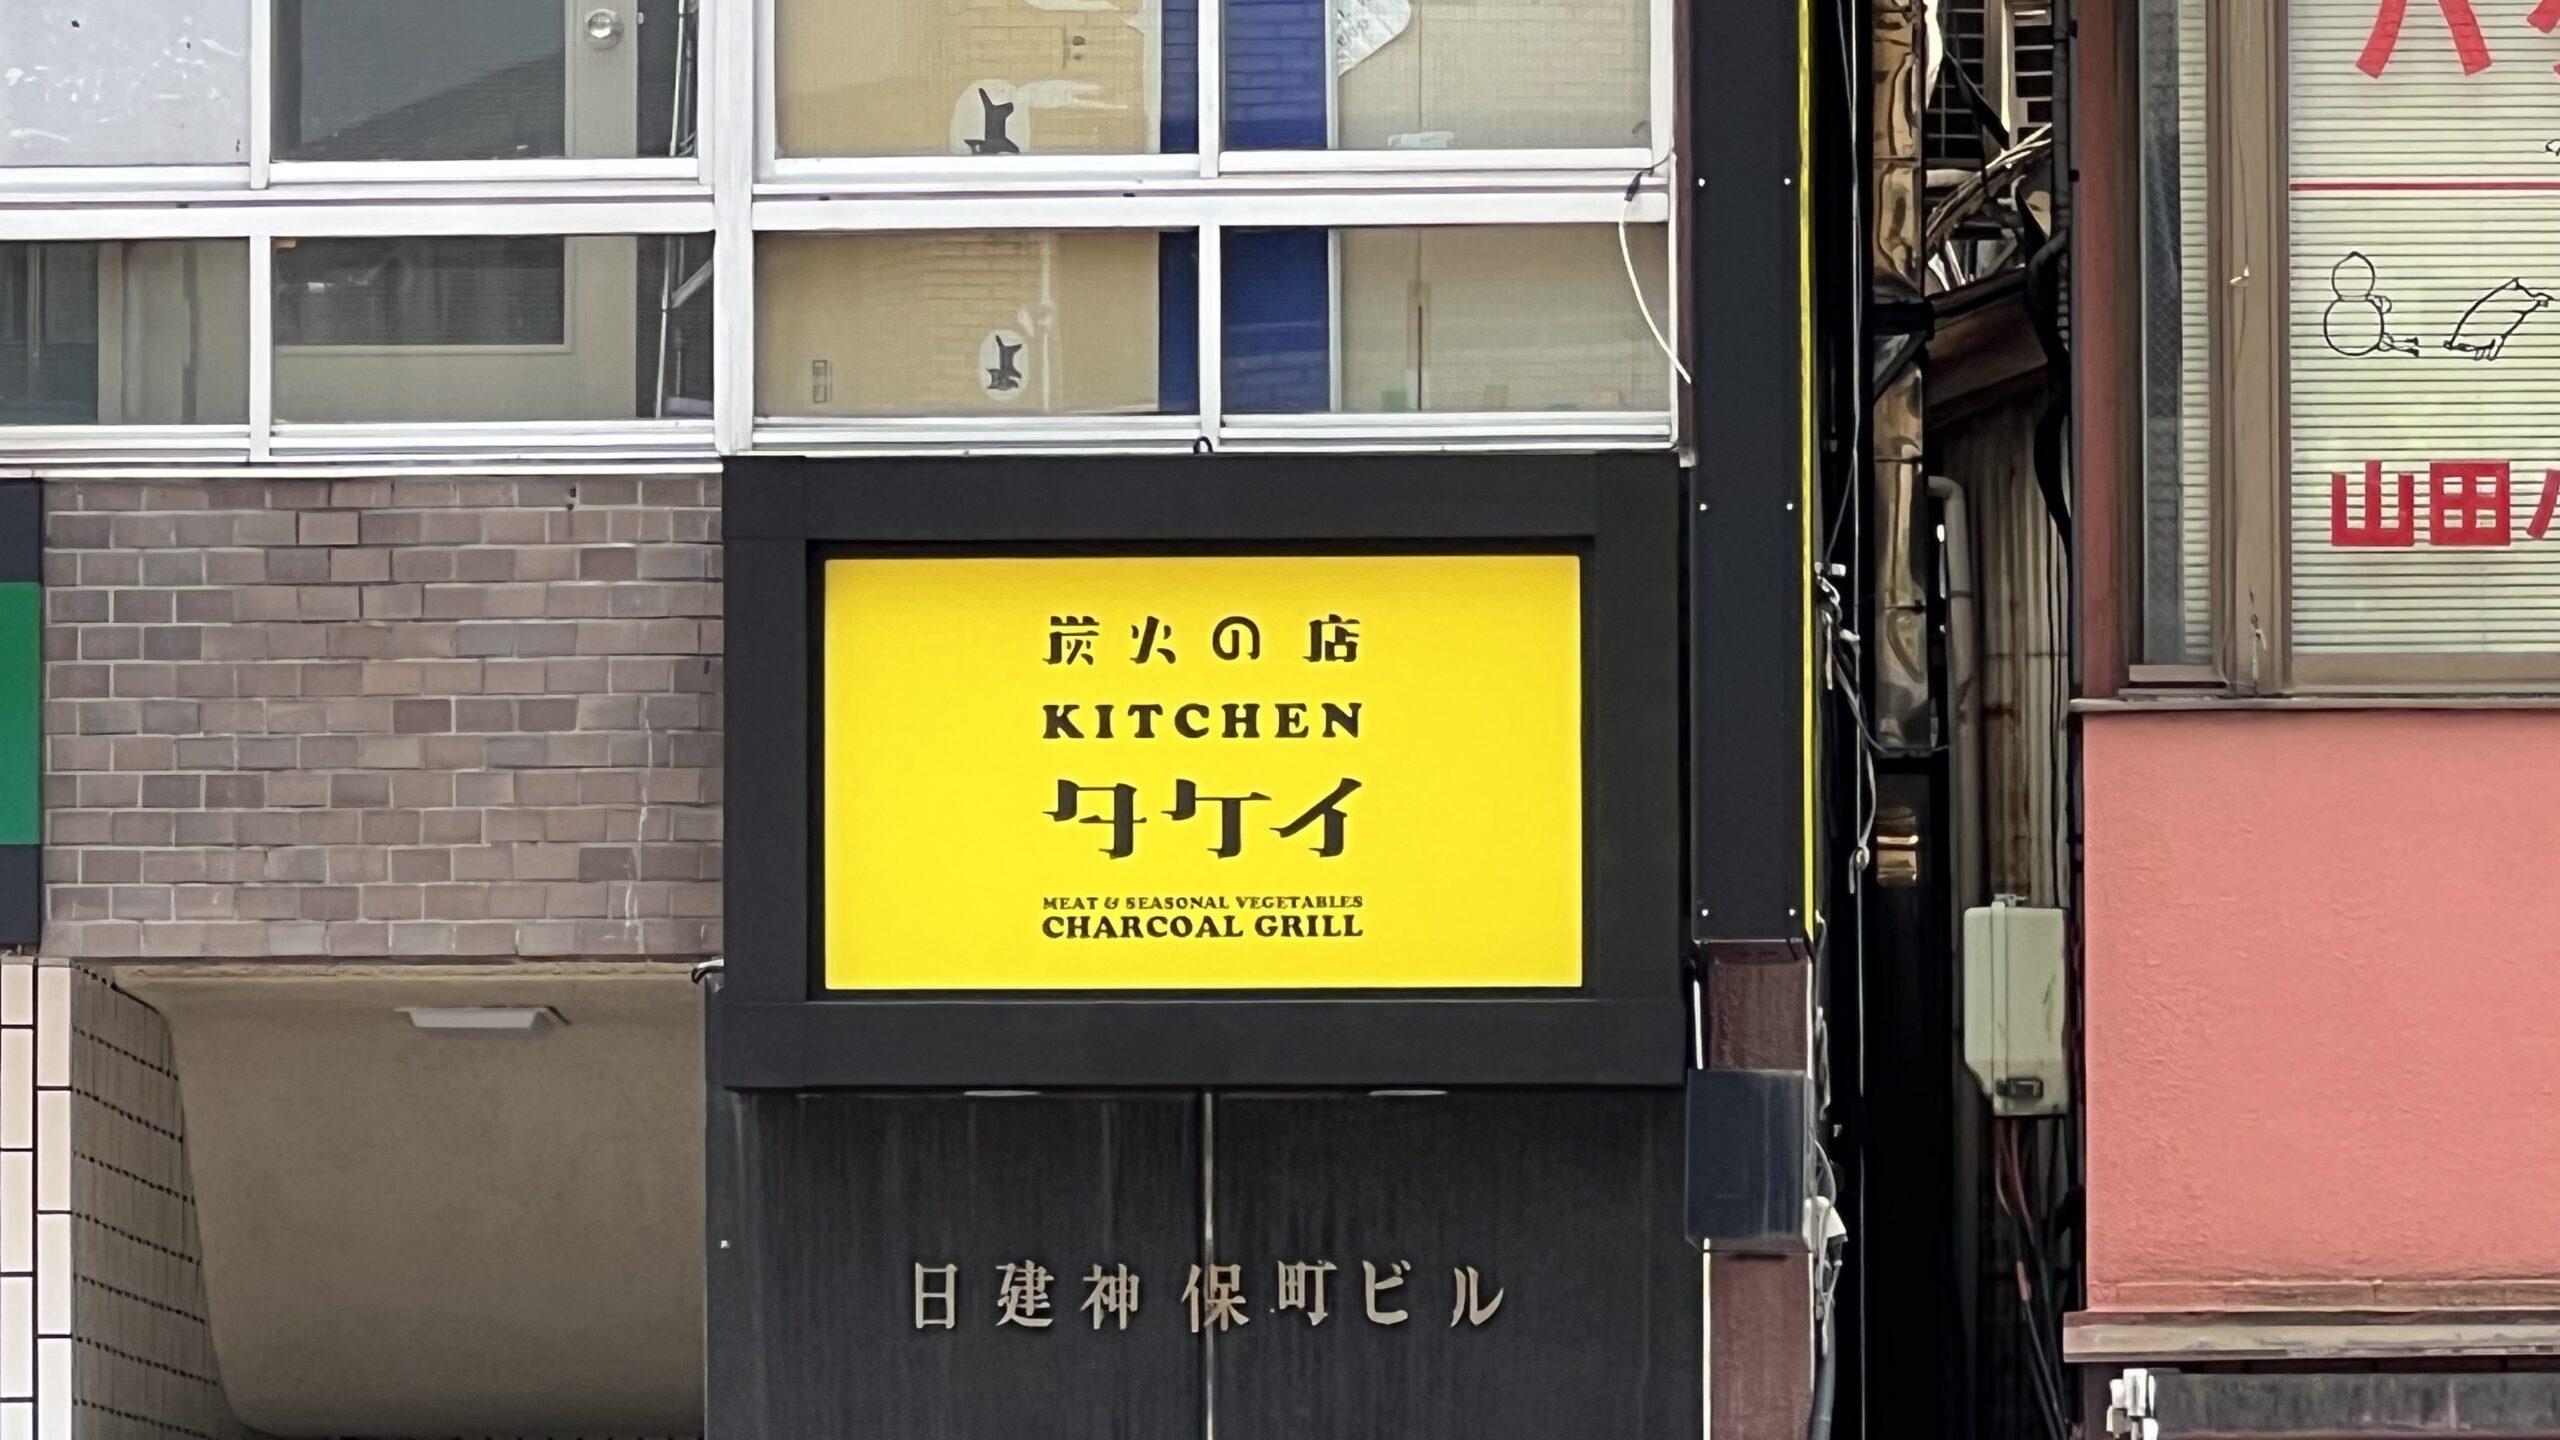 炭火の店
KITCHEN
タケイ
MEAT & SEASONAL VEGETABLES
CHARCOAL GRILL
日建神保町ビル
山田